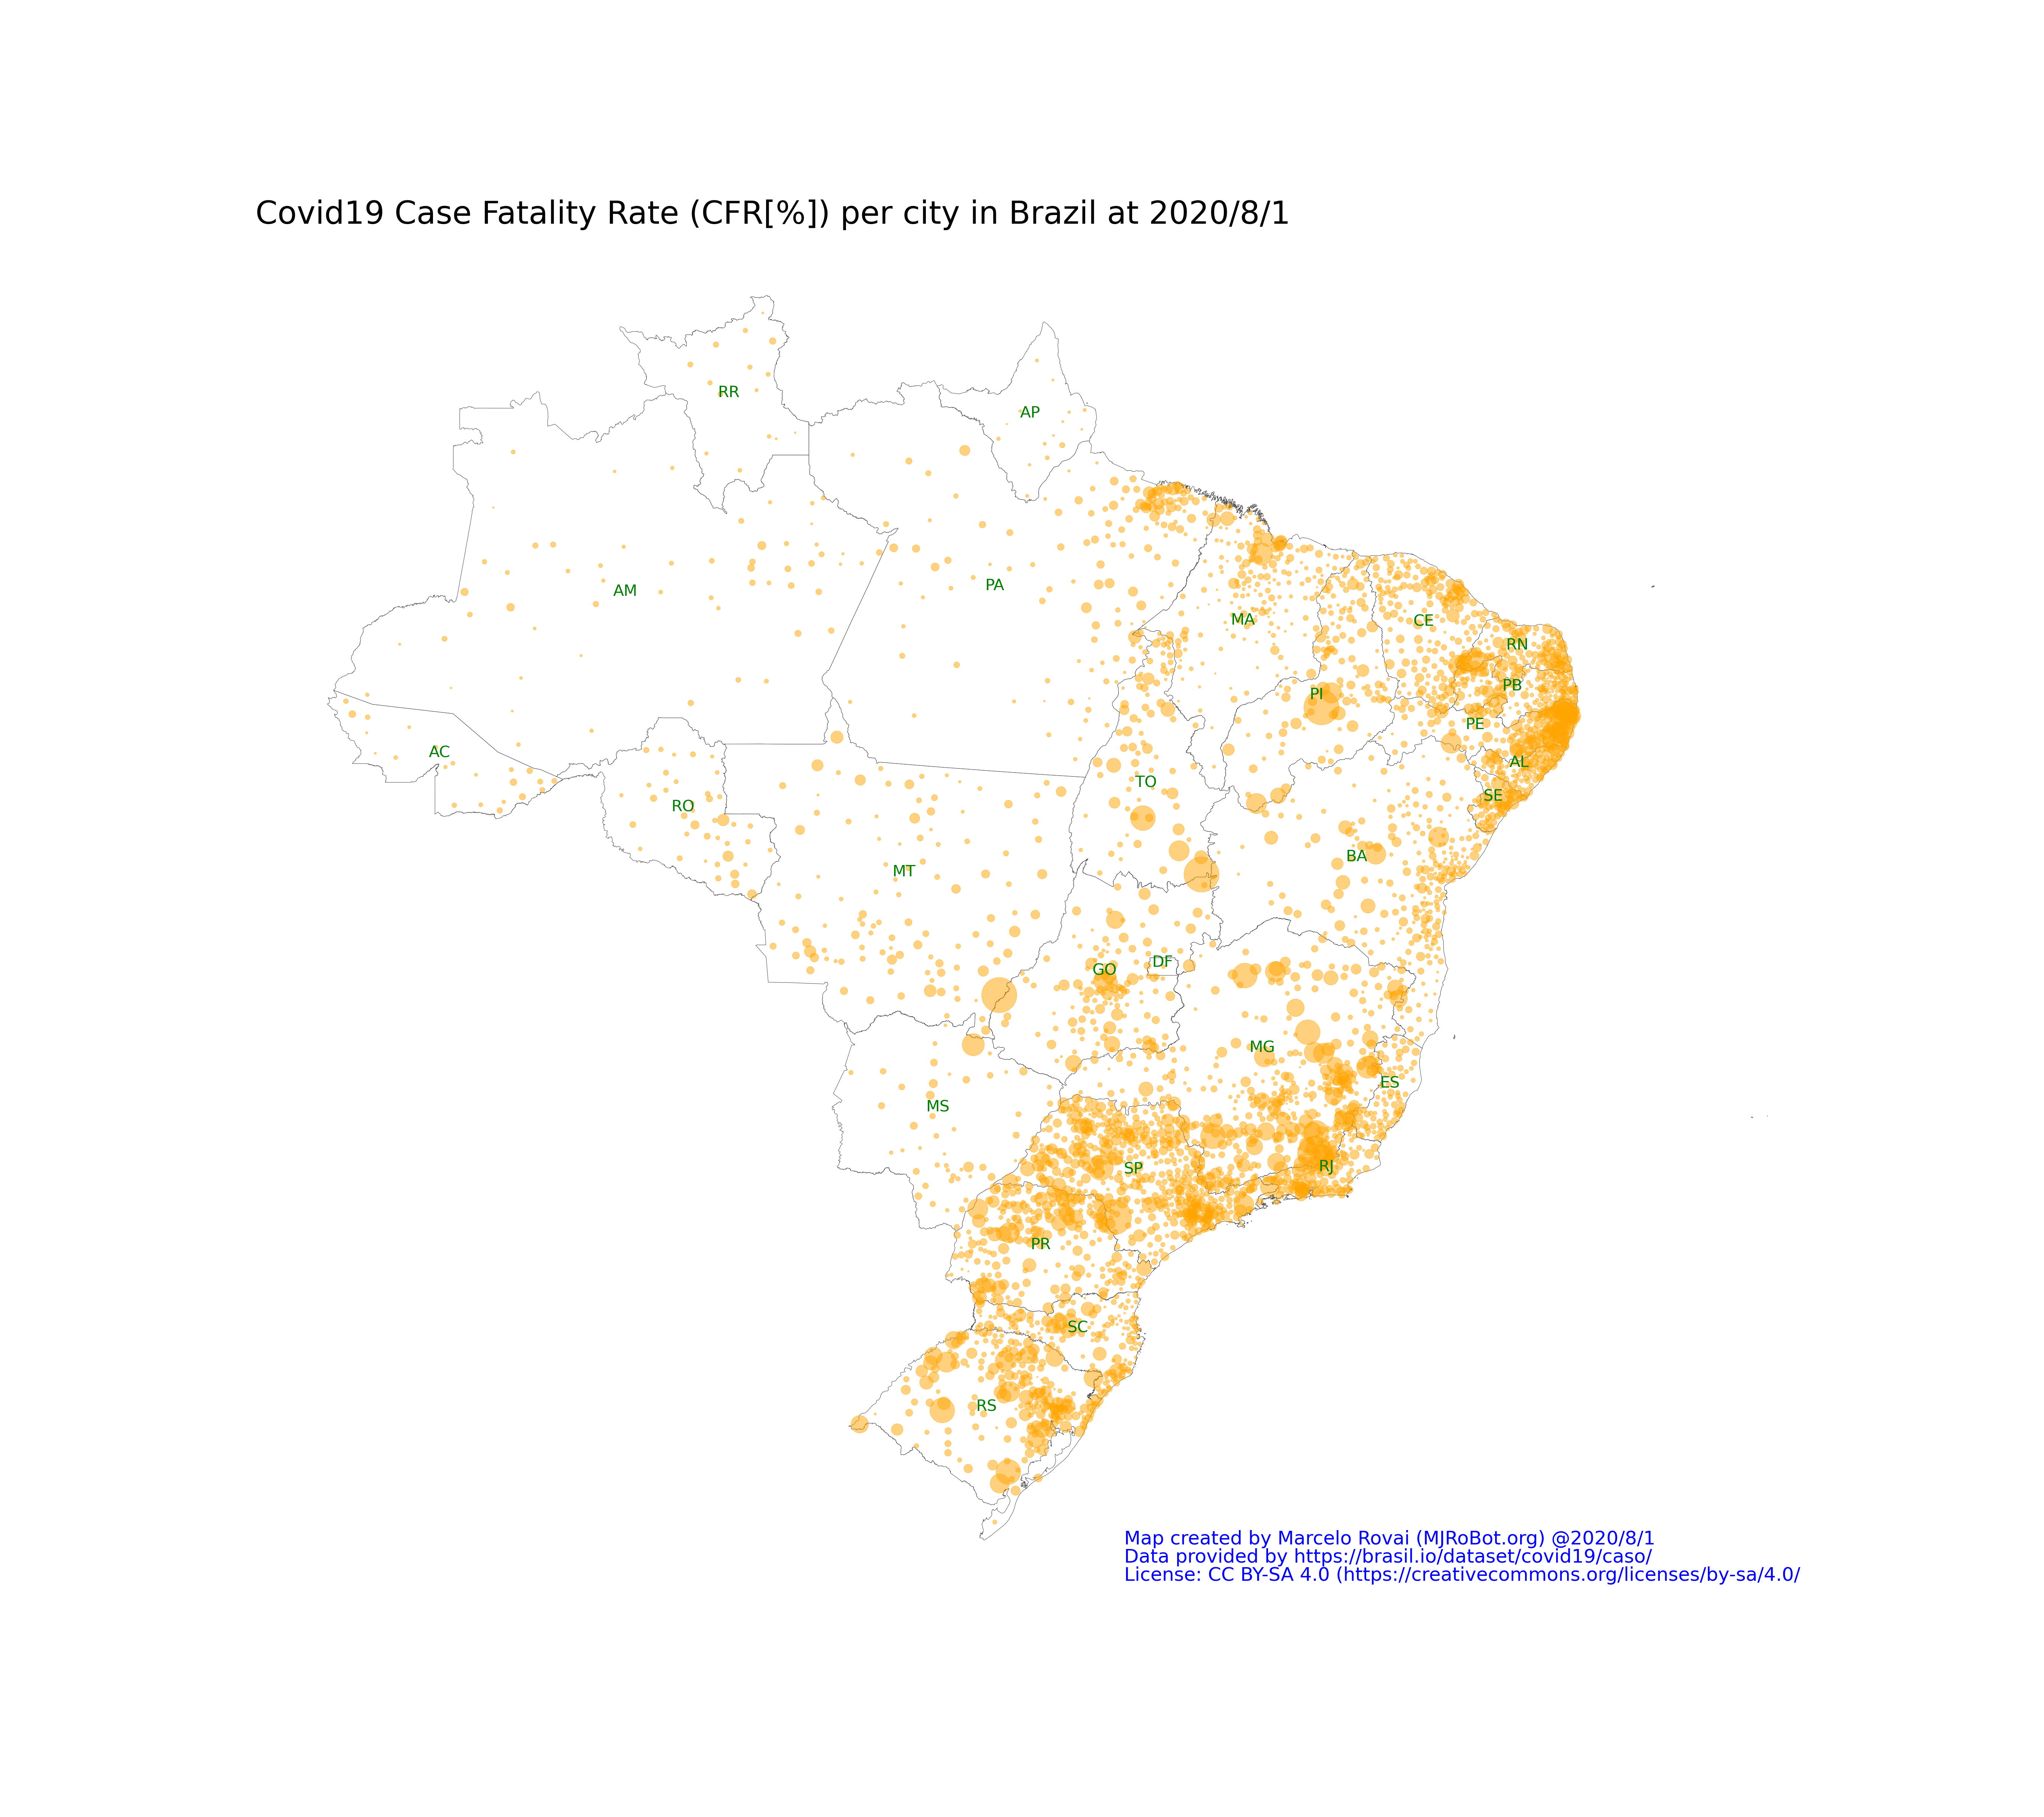 Covid19 Case Fatality Rate (CFR[%]) per city in Brazil at 2020/8/1
RR
AP
AM
PA
MA
CE
RN
PI
PB
PE
AC
AL
TO
SE
RO
BA
MT
DF
GO
MG
ES
MS
RJ
SP
PR
SC
RS
Map created by Marcelo Rovai (MJRoBot.org) @2020/8/1
Data provided by https://brasil.io/dataset/covid19/caso/
License: CC BY-SA 4.0 (https://creativecommons.org/licenses/by-sa/4.0/